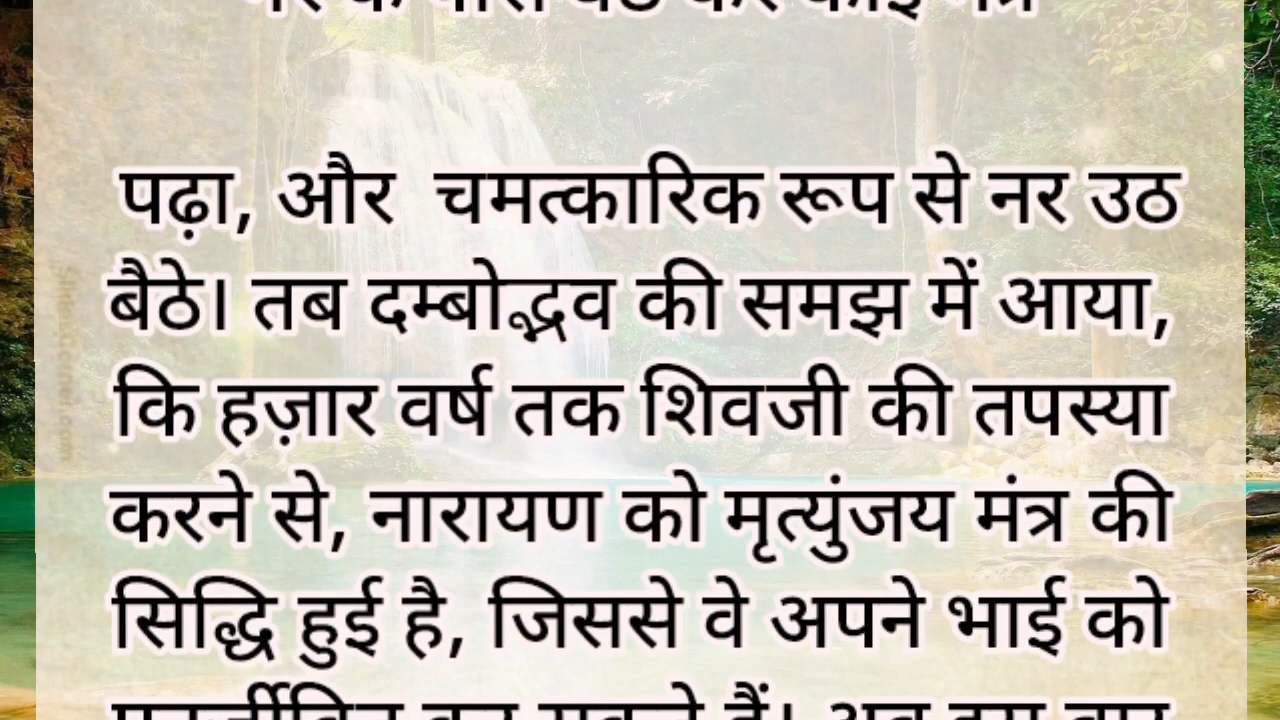 के पास बैठ कर कोई मंत्र
पढ़ा, और चमत्कारिक रूप से नर उठ
बैठे। तब दम्बोद्भव की समझ में आया,
कि हज़ार वर्ष तक शिवजी की तपस्या
करने से, नारायण को मृत्युंजय मंत्र की
सिद्धि हुई है, जिससे वे अपने भाई को